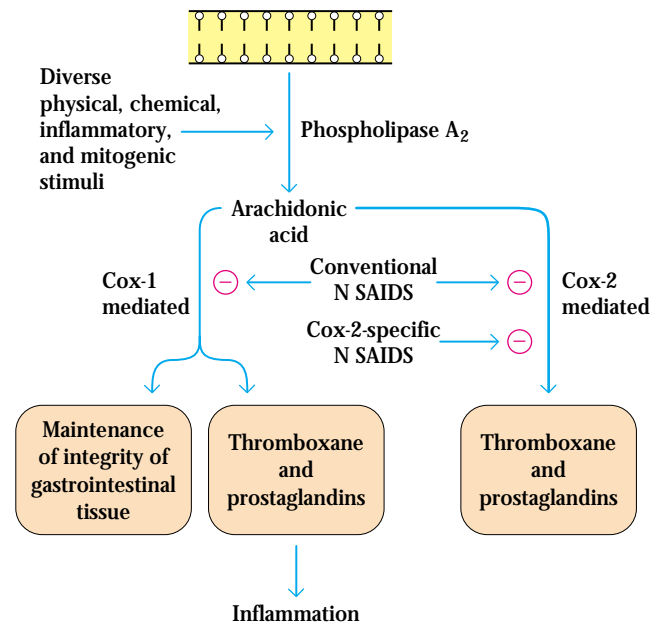 Diverse
physical, chemical,
inflammatory,
and mitogenic
stimuli
Phospholipase A₂
Arachidonic
acid
Cox-1
mediated
−
Conventional
N SAIDS
−
Cox-2
mediated
Cox-2-specific
N SAIDS
−
Maintenance
of integrity of
gastrointestinal
tissue
Thromboxane
and
prostaglandins
Thromboxane
and
prostaglandins
Inflammation